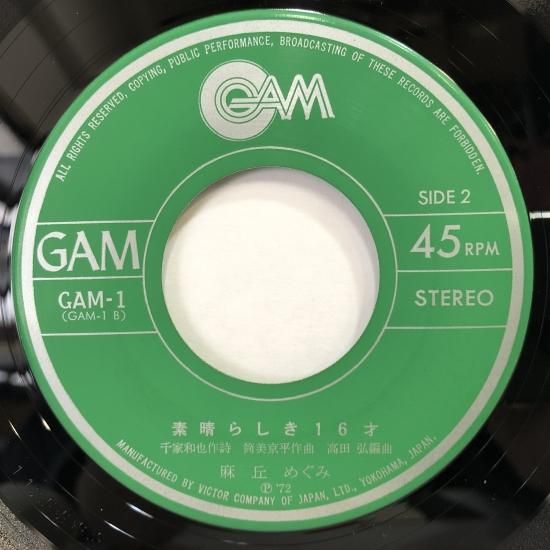 ALL RIGHTS RESERVED, COPYING, PUBLIC PERFORMANCE, BROADCASTING OF THESE RECORDS ARE FORBIDDEN.
GAM
GAM
GAM-1
(GAM-1 B)
SIDE 2
45 RPM
STEREO
素晴らしき16才
千家和也作詩 筒美京平作曲 高田 弘編曲
麻丘めぐみ
Ⓟ'72
MANUFACTURED BY VICTOR COMPANY OF JAPAN, LTD., YOKOHAMA, JAPAN.